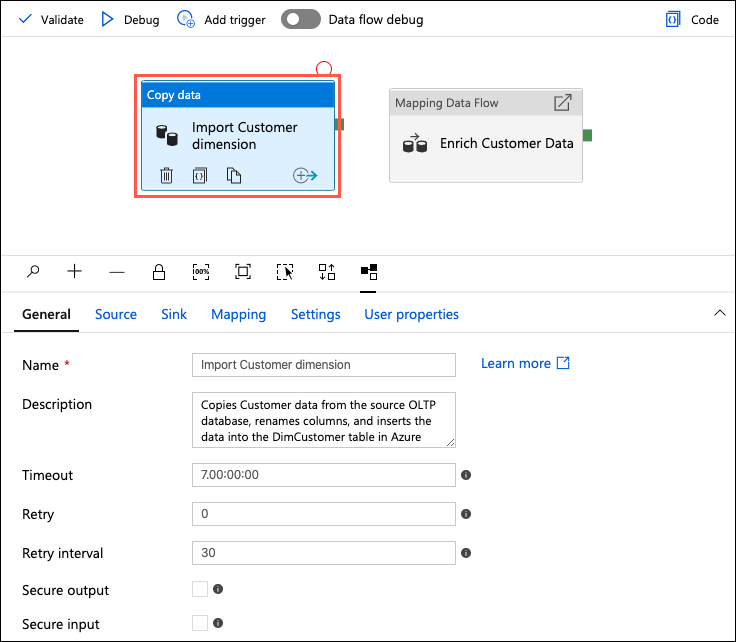 Validate Debug Add trigger Data flow debug Code
Copy data
Import Customer
dimension
Mapping Data Flow
Enrich Customer Data
100%
General Source Sink Mapping Settings User properties
Name * Import Customer dimension Learn more
Description Copies Customer data from the source OLTP
database, renames columns, and inserts the
data into the DimCustomer table in Azure
Timeout 7.00:00:00
Retry 0
Retry interval 30
Secure output
Secure input